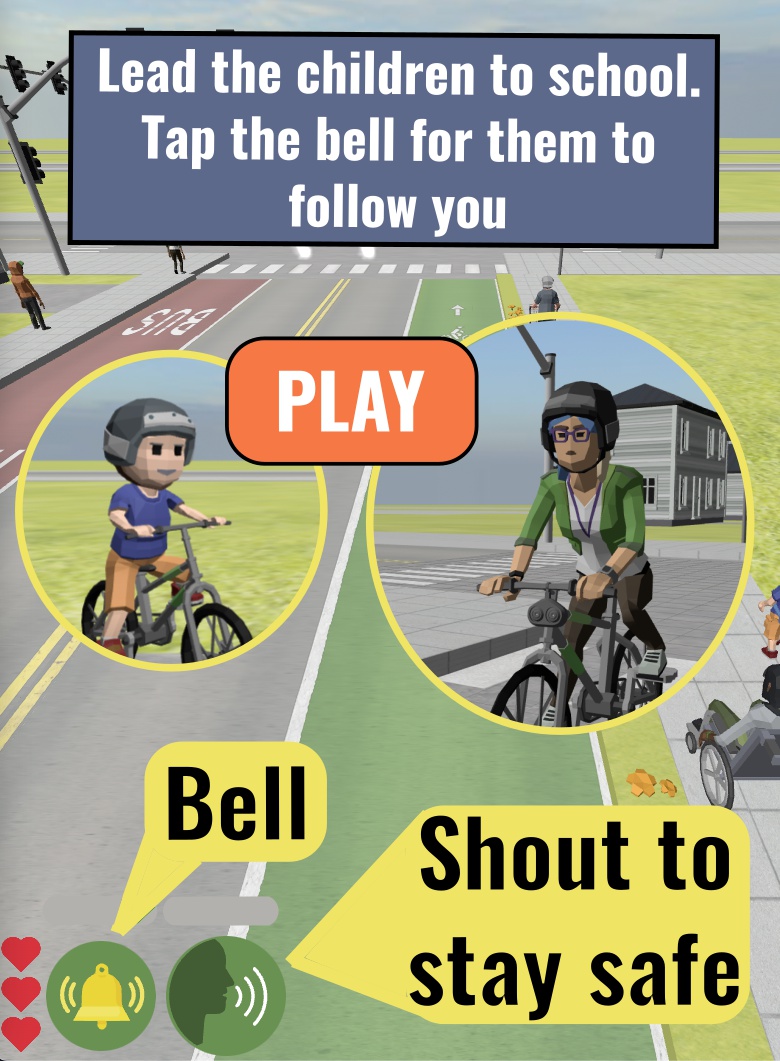 Lead the children to school.
Tap the bell for them to
follow you
BUS
PLAY
Bell
Shout to
stay safe